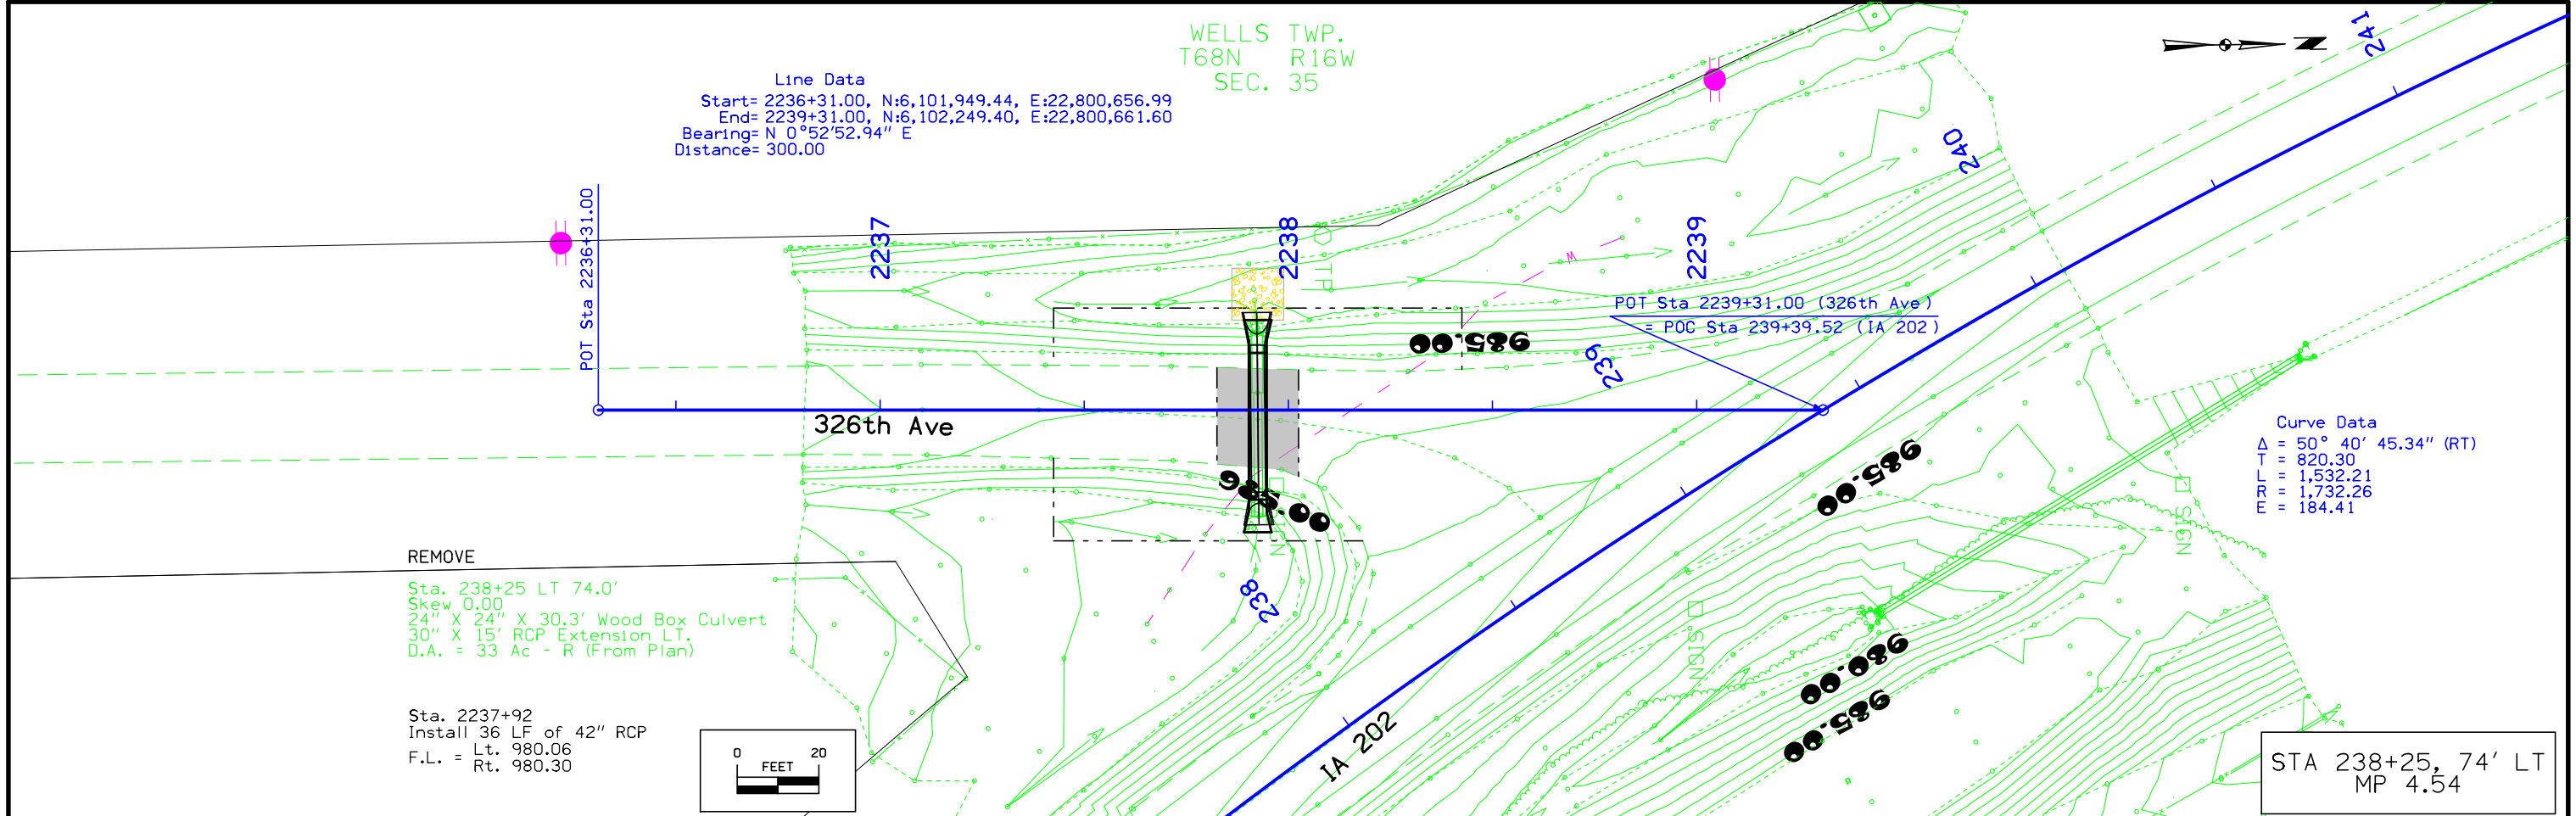 WELLS TWP.
T68N R16W
SEC. 35
Line Data
Start= 2236+31.00, N:6,101,949.44, E:22,800,656.99
End= 2239+31.00, N:6,102,249.40, E:22,800,661.60
Bearing= N 0°52'52.94" E
Distance= 300.00
N
241
240
POT Sta 2236+31.00
2237
2238
2239
TP
W
POT Sta 2239+31.00 (326th Ave)
= POC Sta 239+39.52 (IA 202)
985.00
239
326th Ave
985.00
985.00
Curve Data
Δ = 50° 40' 45.34" (RT)
T = 820.30
L = 1,532.21
R = 1,732.26
E = 184.41
SIGN
238
REMOVE
Sta. 238+25 LT 74.0'
Skew 0.00
24" X 24" X 30.3' Wood Box Culvert
30" X 15' RCP Extension LT.
D.A. = 33 Ac - R (From Plan)
SIGN
980.00
985.00
Sta. 2237+92
Install 36 LF of 42" RCP
F.L. = Lt. 980.06
Rt. 980.30
0 20
FEET
IA 202
STA 238+25, 74' LT
MP 4.54